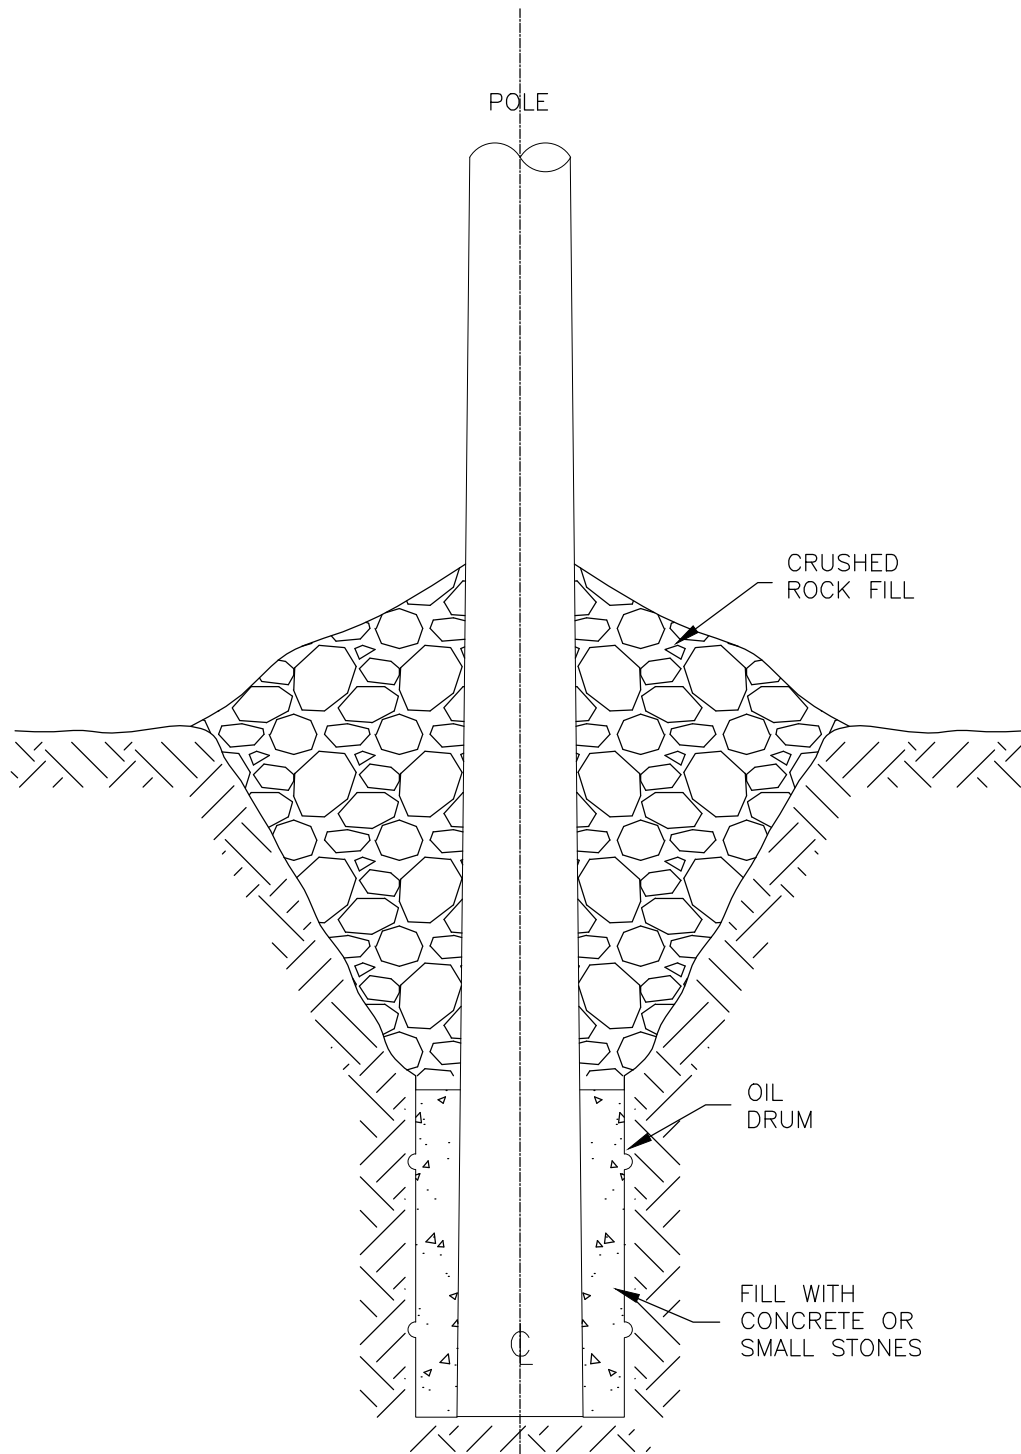 POLE
CRUSHED
ROCK FILL
OIL
DRUM
FILL WITH
CONCRETE OR
SMALL STONES
℄